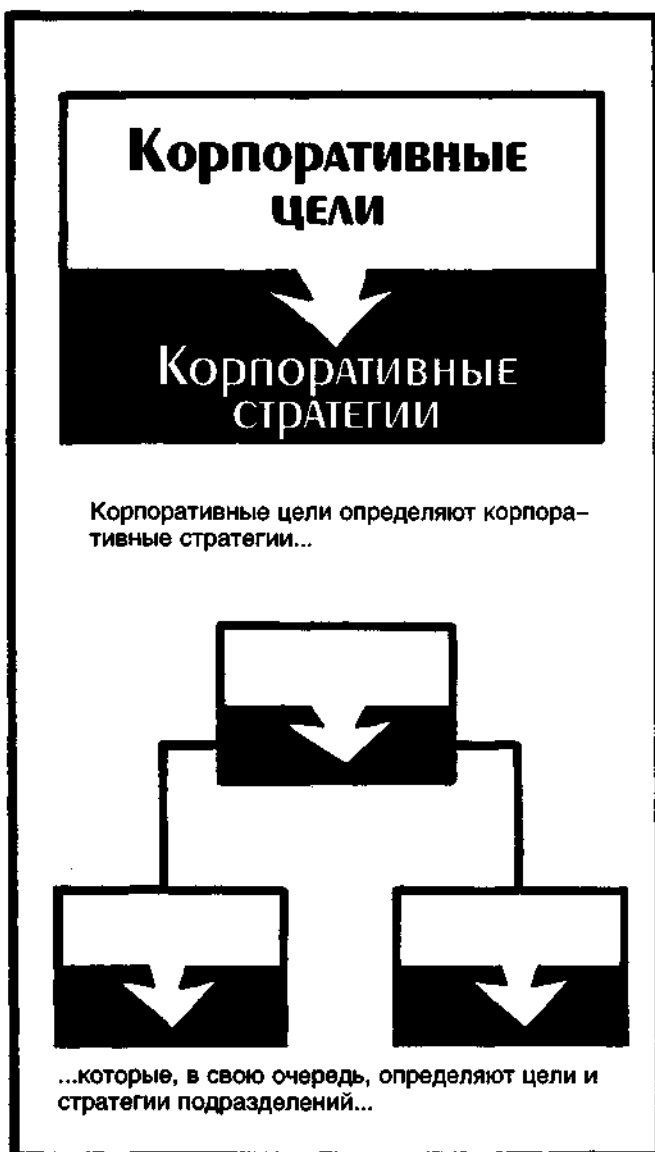 Корпоративные
цели
Корпоративные
стратегии
Корпоративные цели определяют корпора-
тивные стратегии...
...которые, в свою очередь, определяют цели и
стратегии подразделений...